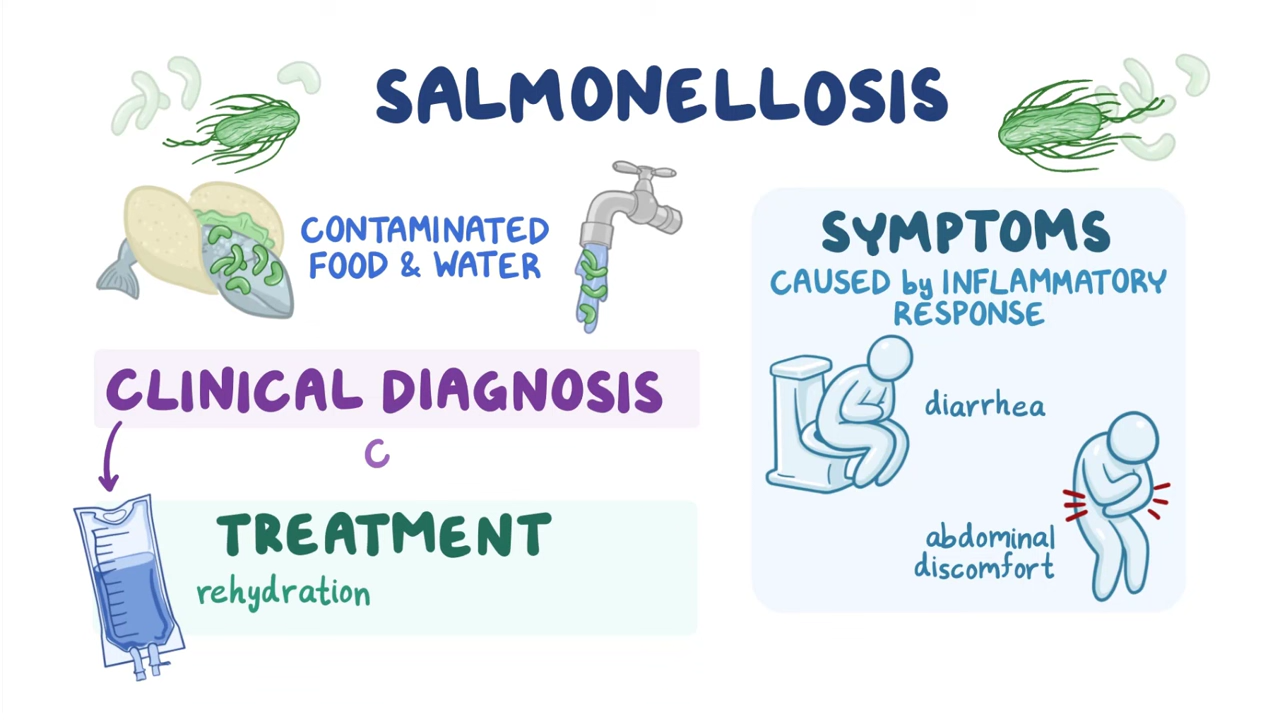 SALMONELLOSIS
CONTAMINATED
FOOD & WATER
SYMPTOMS
CAUSED by INFLAMMATORY
RESPONSE
diarrhea
abdominal
discomfort
CLINICAL DIAGNOSIS
C
TREATMENT
rehydration